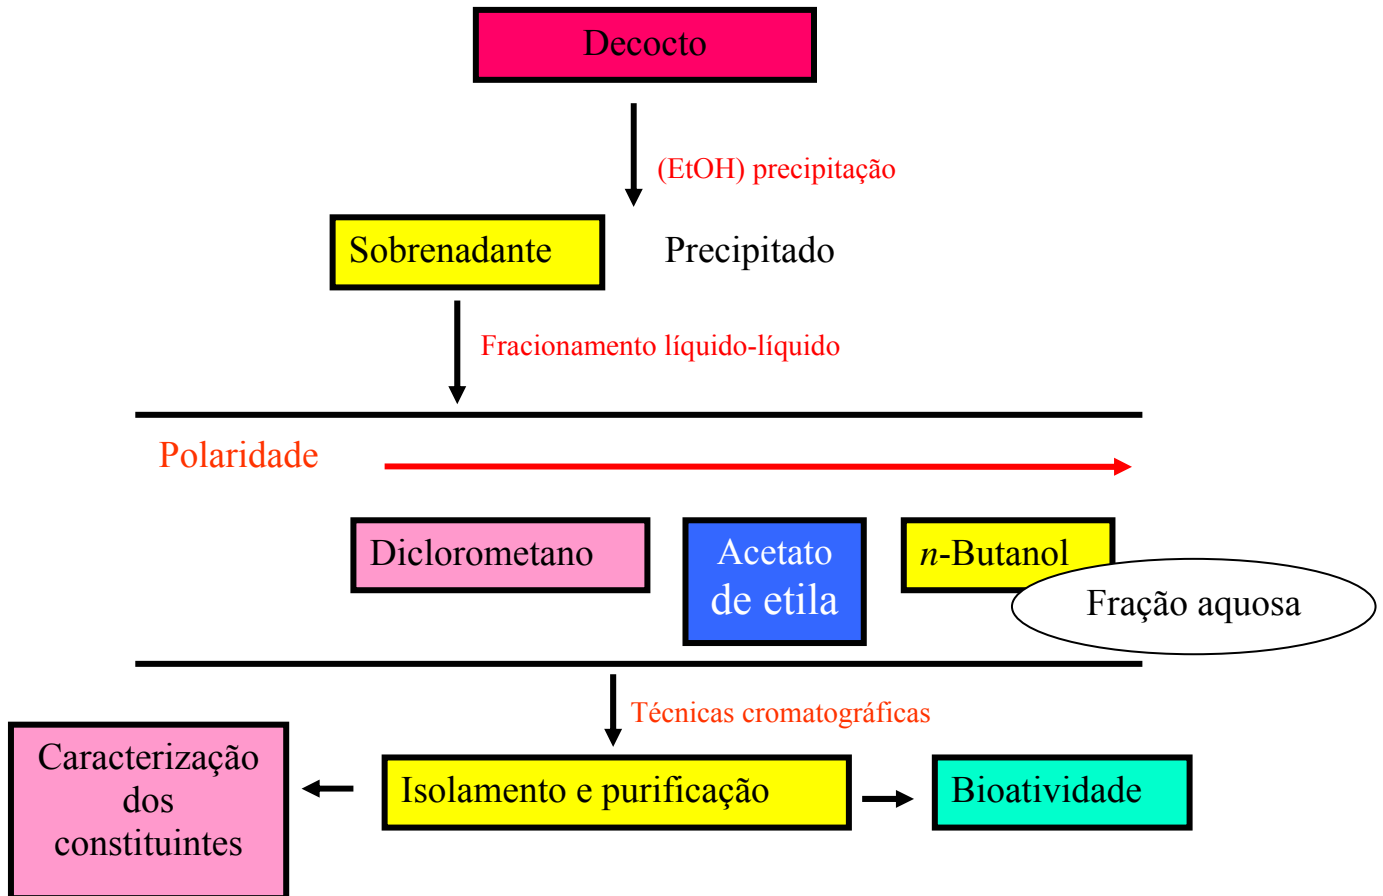 Decocto
(EtOH) precipitação
Sobrenadante
Precipitado
Fracionamento líquido-líquido
Polaridade
Diclorometano
Acetato
de etila
n-Butanol
Fração aquosa
Técnicas cromatográficas
Caracterização
dos
constituintes
Isolamento e purificação
Bioatividade